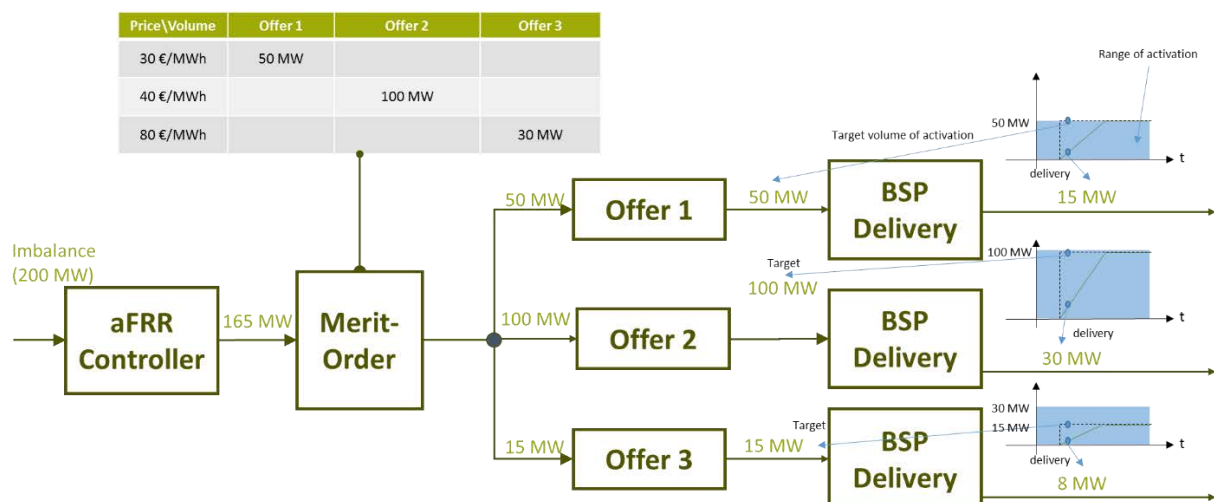 Price\Volume Offer 1 Offer 2 Offer 3
30 €/MWh 50 MW
40 €/MWh 100 MW
80 €/MWh 30 MW
Range of activation
50 MW
t
delivery
Target volume of activation
50 MW
Offer 1
50 MW
BSP
Delivery
15 MW
Imbalance
(200 MW)
aFRR
Controller
165 MW
Merit-
Order
100 MW
Offer 2
Target
100 MW
BSP
Delivery
100 MW
t
delivery
30 MW
15 MW
Offer 3
Target
15 MW
BSP
Delivery
30 MW
15 MW
t
delivery
8 MW